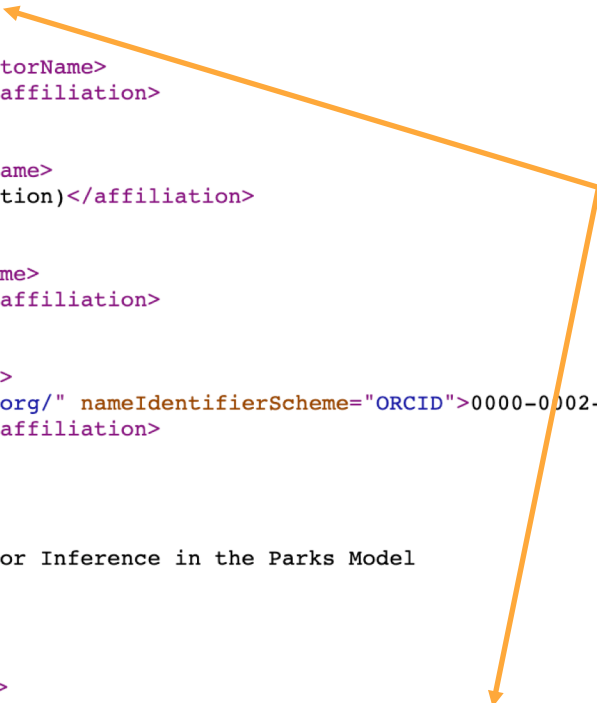 torName>
affiliation>
ame>
tion)</affiliation>
me>
affiliation>
>
org/" nameIdentifierScheme="ORCID">0000-0002-
affiliation>
or Inference in the Parks Model
>